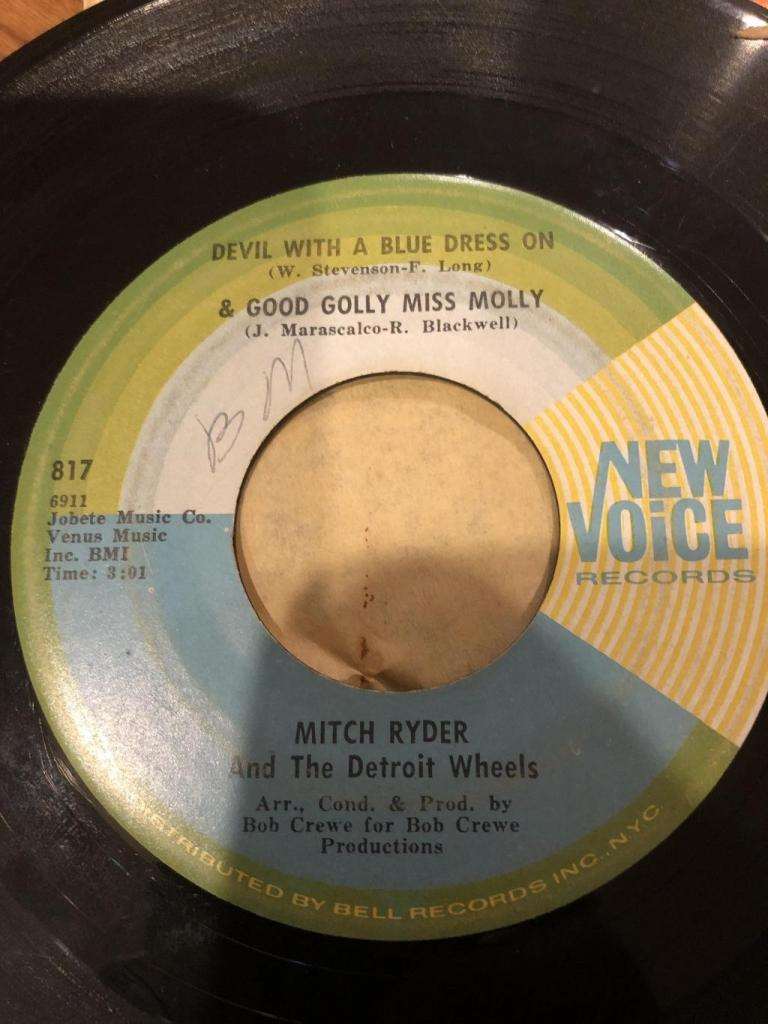 DEVIL WITH A BLUE DRESS ON
(W. Stevenson-F. Long)
& GOOD GOLLY MISS MOLLY
(J. Marascalco-R. Blackwell)
BM
817
6911
Jobete Music Co.
Venus Music
Inc. BMI
Time: 3:01
NEW
VOiCE
RECORDS
MITCH RYDER
And The Detroit Wheels
Arr., Cond. & Prod. by
Bob Crewe for Bob Crewe
Productions
DISTRIBUTED BY BELL RECORDS INC., N.Y.C.